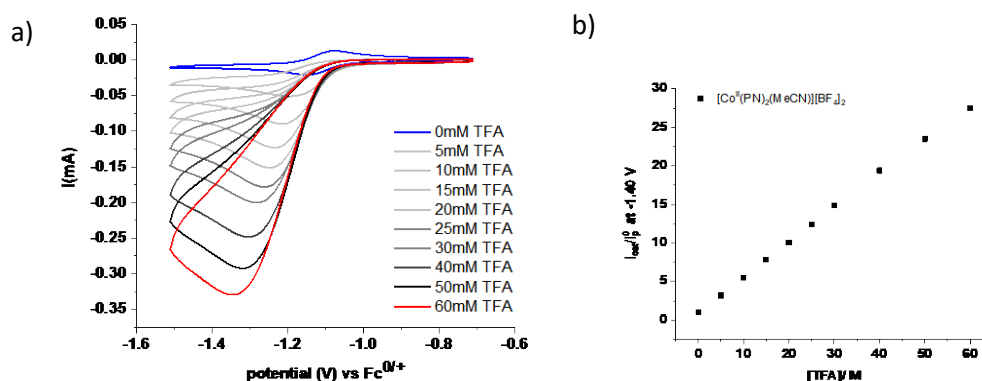 a)
0.05
0.00
-0.05
-0.10
-0.15
-0.20
-0.25
-0.30
-0.35
I(mA)
0mM TFA
5mM TFA
10mM TFA
15mM TFA
20mM TFA
25mM TFA
30mM TFA
40mM TFA
50mM TFA
60mM TFA
-1.6 -1.4 -1.2 -1.0 -0.8 -0.6
potential (V) vs Fc0/+
b)
[CoII(PN)2(MeCN)][BF4]2
30
25
20
15
10
5
0
Icat/Ip0 at -1.40 V
0 10 20 30 40 50 60
[TFA]/ M